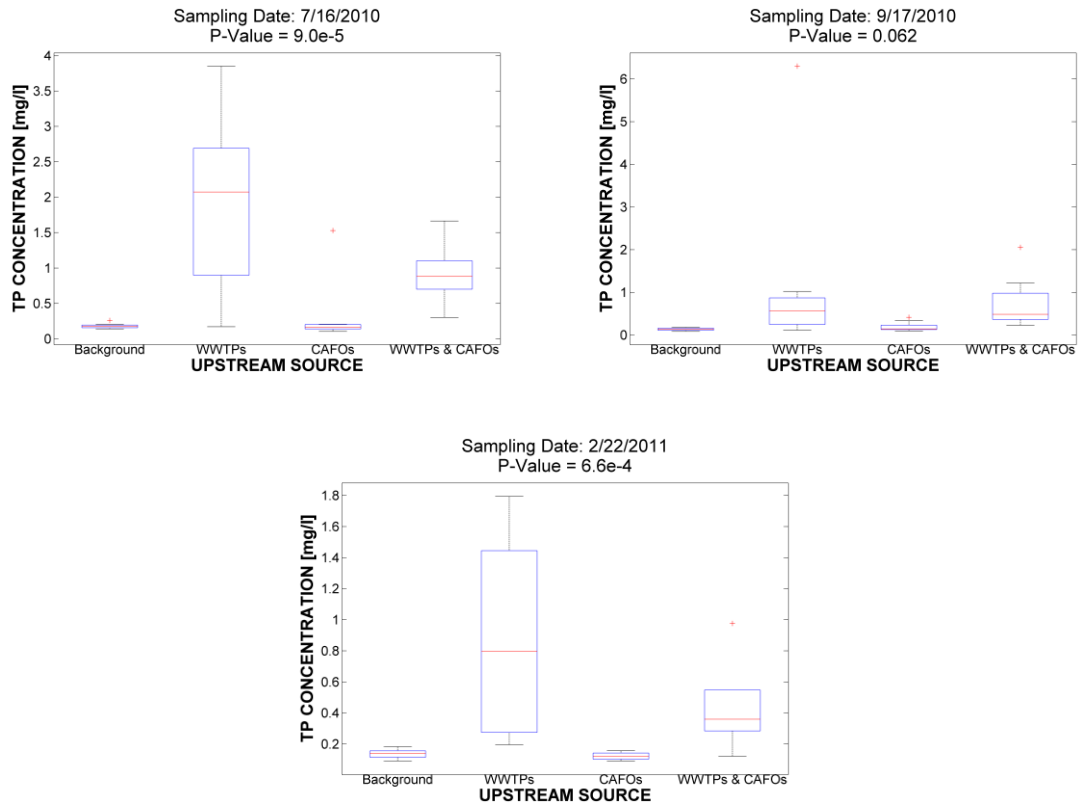 Sampling Date: 7/16/2010
P-Value = 9.0e-5
TP CONCENTRATION [mg/l]
4
3.5
3
2.5
2
1.5
1
0.5
0
Background WWTPs CAFOs WWTPs & CAFOs
UPSTREAM SOURCE
Sampling Date: 9/17/2010
P-Value = 0.062
TP CONCENTRATION [mg/l]
6
5
4
3
2
1
0
Background WWTPs CAFOs WWTPs & CAFOs
UPSTREAM SOURCE
Sampling Date: 2/22/2011
P-Value = 6.6e-4
TP CONCENTRATION [mg/l]
1.8
1.6
1.4
1.2
1
0.8
0.6
0.4
0.2
Background WWTPs CAFOs WWTPs & CAFOs
UPSTREAM SOURCE